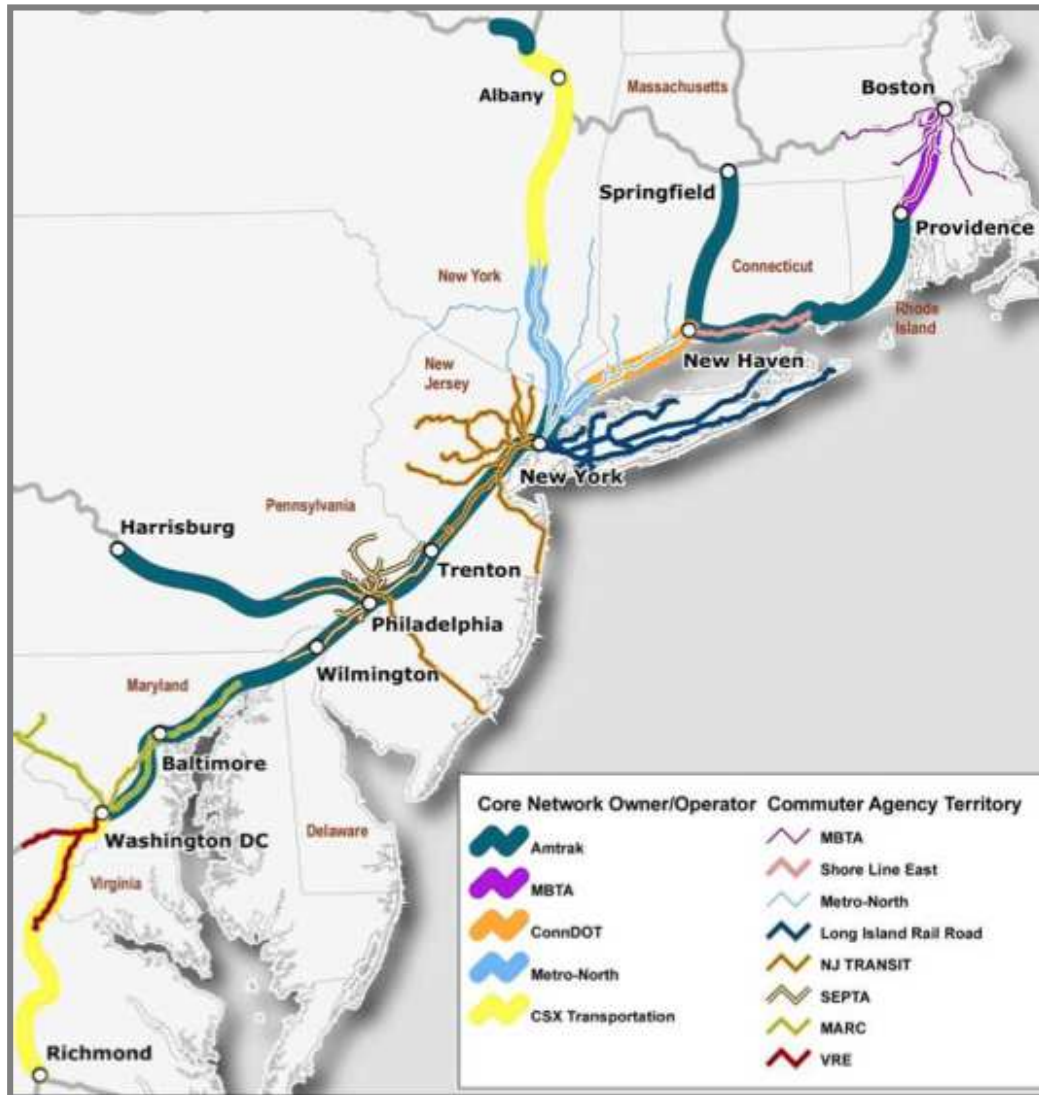 Albany
Massachusetts
Boston
Springfield
Providence
Connecticut
New York
Rhode
Island
New Haven
New
Jersey
New York
Pennsylvania
Harrisburg
Trenton
Philadelphia
Wilmington
Maryland
Baltimore
Washington DC
Delaware
Virginia
Richmond
Core Network Owner/Operator
Amtrak
MBTA
ConnDOT
Metro-North
CSX Transportation
Commuter Agency Territory
MBTA
Shore Line East
Metro-North
Long Island Rail Road
NJ TRANSIT
SEPTA
MARC
VRE